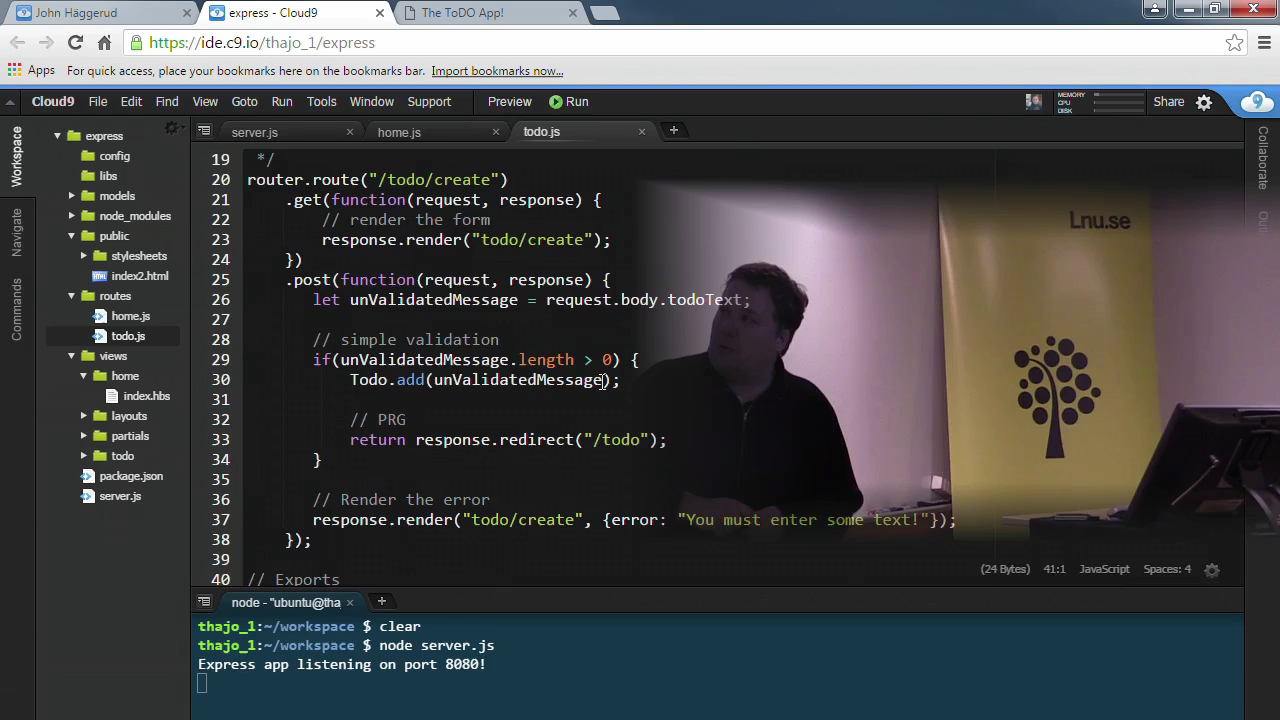 John Häggerud
express - Cloud9
The ToDO App!
https://ide.c9.io/thajo_1/express
Apps
For quick access, place your bookmarks here on the bookmarks bar. Import bookmarks now...
Cloud9 File Edit Find View Goto Run Tools Window Support Preview Run
MEMORY
CPU
DISK
Share
Workspace
Navigate
Commands
Collaborate
express
config
libs
models
node_modules
public
stylesheets
index2.html
routes
home.js
todo.js
views
home
index.hbs
layouts
partials
todo
package.json
server.js
server.js
home.js
todo.js
19 */
20 router.route("/todo/create")
21 .get(function(request, response) {
22 // render the form
23 response.render("todo/create");
24 })
25 .post(function(request, response) {
26 let unValidatedMessage = request.body.todoText;
27
28 // simple validation
29 if(unValidatedMessage.length > 0) {
30 Todo.add(unValidatedMessage);
31
32 // PRG
33 return response.redirect("/todo");
34 }
35
36 // Render the error
37 response.render("todo/create", {error: "You must enter some text!"});
38 });
39
40 // Exports
Lnu.se
(24 Bytes) 41:1 JavaScript Spaces: 4
node - "ubuntu@tha
thajo_1:~/workspace $ clear
thajo_1:~/workspace $ node server.js
Express app listening on port 8080!